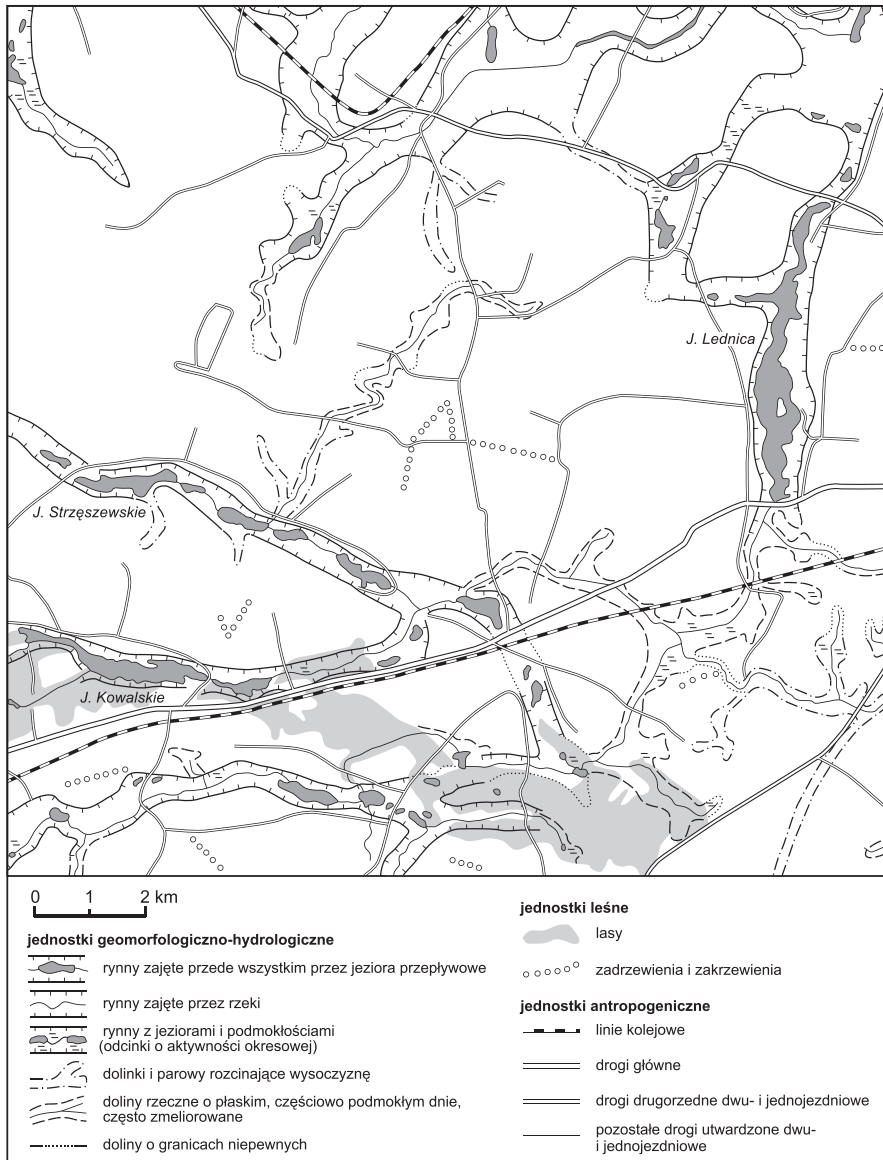 J. Lednica
J. Strzęszewskie
J. Kowalskie
0 1 2 km
jednostki geomorfologiczno-hydrologiczne
rynny zajęte przede wszystkim przez jeziora przepływowe
rynny zajęte przez rzeki
rynny z jeziorami i podmokłościami
(odcinki o aktywności okresowej)
dolinki i parowy rozcinające wysoczyznę
doliny rzeczne o płaskim, częściowo podmokłym dnie,
często zmeliorowane
doliny o granicach niepewnych
jednostki leśne
lasy
zadrzewienia i zakrzewienia
jednostki antropogeniczne
linie kolejowe
drogi główne
drogi drugorzedne dwu- i jednojezdniowe
pozostałe drogi utwardzone dwu-
i jednojezdniowe